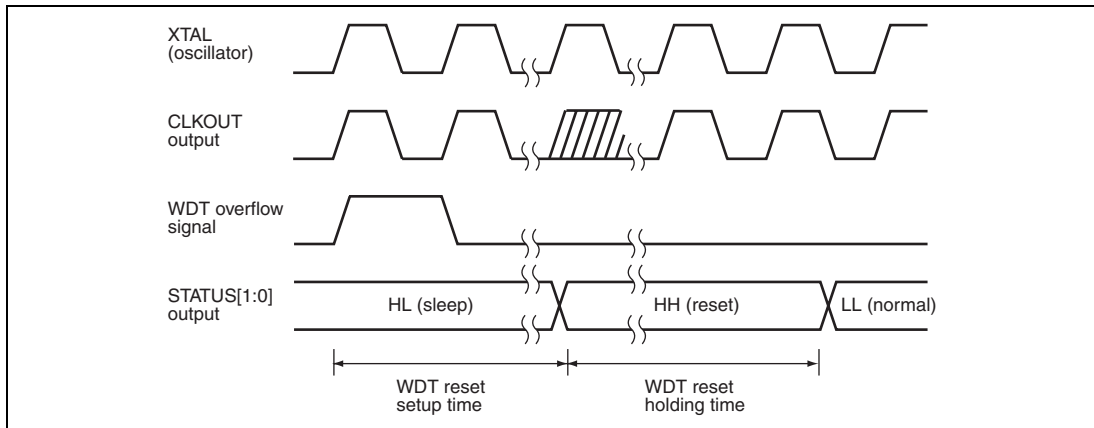 XTAL
(oscillator)
CLKOUT
output
WDT overflow
signal
STATUS[1:0]
output
HL (sleep)
HH (reset)
LL (normal)
WDT reset
setup time
WDT reset
holding time